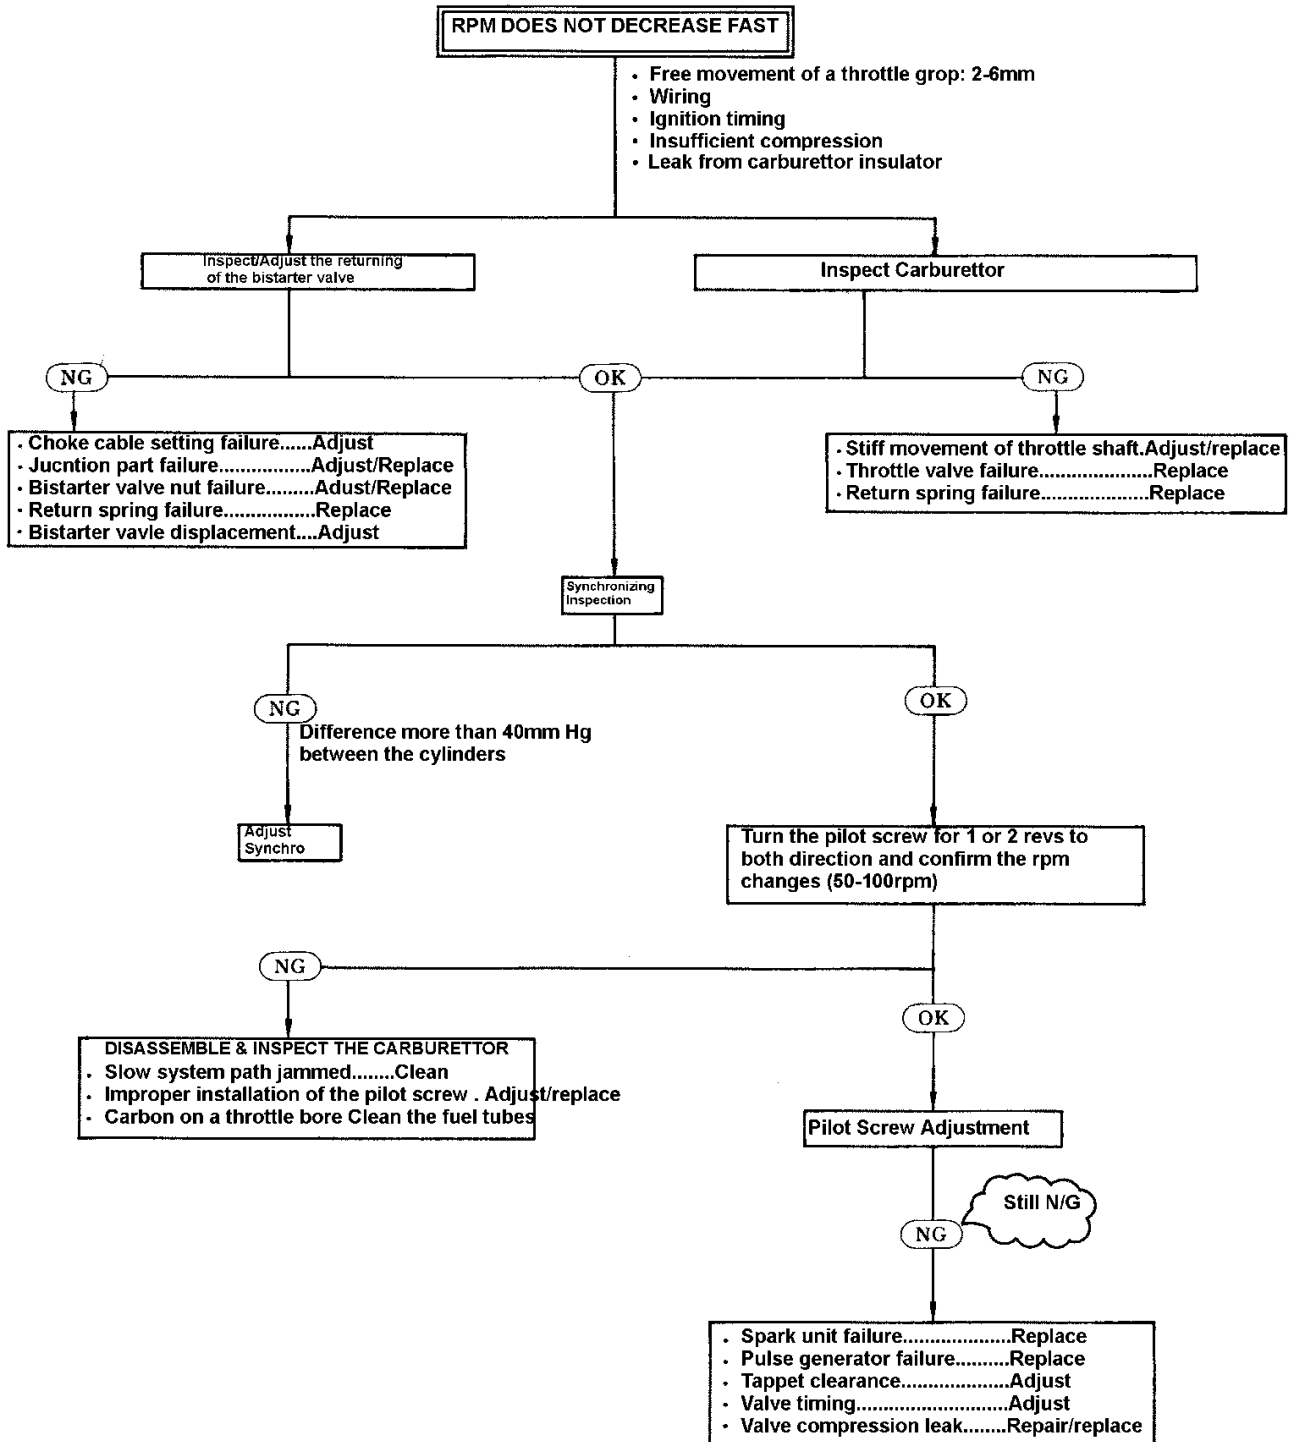 RPM DOES NOT DECREASE FAST
· Free movement of a throttle grop: 2-6mm
· Wiring
· Ignition timing
· Insufficient compression
· Leak from carburettor insulator
Inspect/Adjust the returning
of the bistarter valve
Inspect Carburettor
NG
OK
NG
· Choke cable setting failure......Adjust
· Jucntion part failure.................Adjust/Replace
· Bistarter valve nut failure.........Adust/Replace
· Return spring failure.................Replace
· Bistarter vavle displacement....Adjust
· Stiff movement of throttle shaft.Adjust/replace
· Throttle valve failure.....................Replace
· Return spring failure....................Replace
Synchronizing
Inspection
NG
OK
Difference more than 40mm Hg
between the cylinders
Adjust
Synchro
Turn the pilot screw for 1 or 2 revs to
both direction and confirm the rpm
changes (50-100rpm)
NG
OK
DISASSEMBLE & INSPECT THE CARBURETTOR
· Slow system path jammed........Clean
· Improper installation of the pilot screw . Adjust/replace
· Carbon on a throttle bore Clean the fuel tubes
Pilot Screw Adjustment
Still N/G
NG
· Spark unit failure....................Replace
· Pulse generator failure..........Replace
· Tappet clearance....................Adjust
· Valve timing............................Adjust
· Valve compression leak........Repair/replace